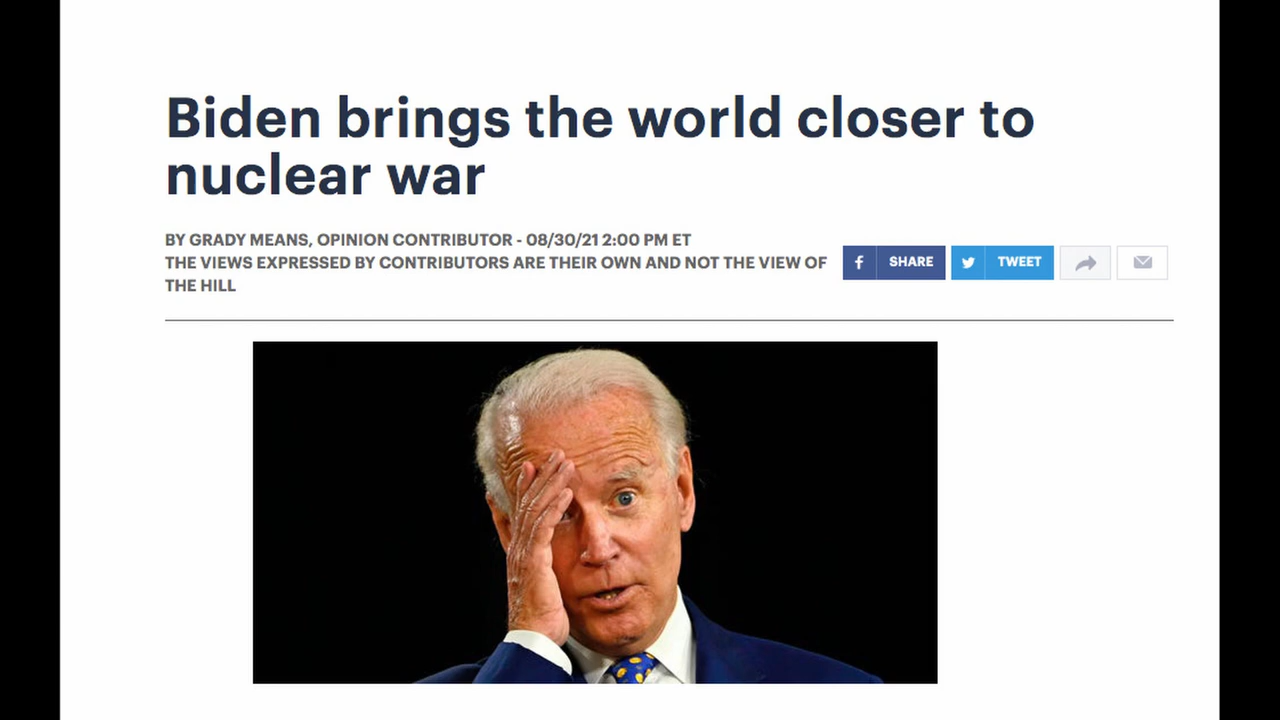 Biden brings the world closer to
nuclear war
BY GRADY MEANS, OPINION CONTRIBUTOR - 08/30/21 2:00 PM ET
THE VIEWS EXPRESSED BY CONTRIBUTORS ARE THEIR OWN AND NOT THE VIEW OF
THE HILL
f SHARE TWEET